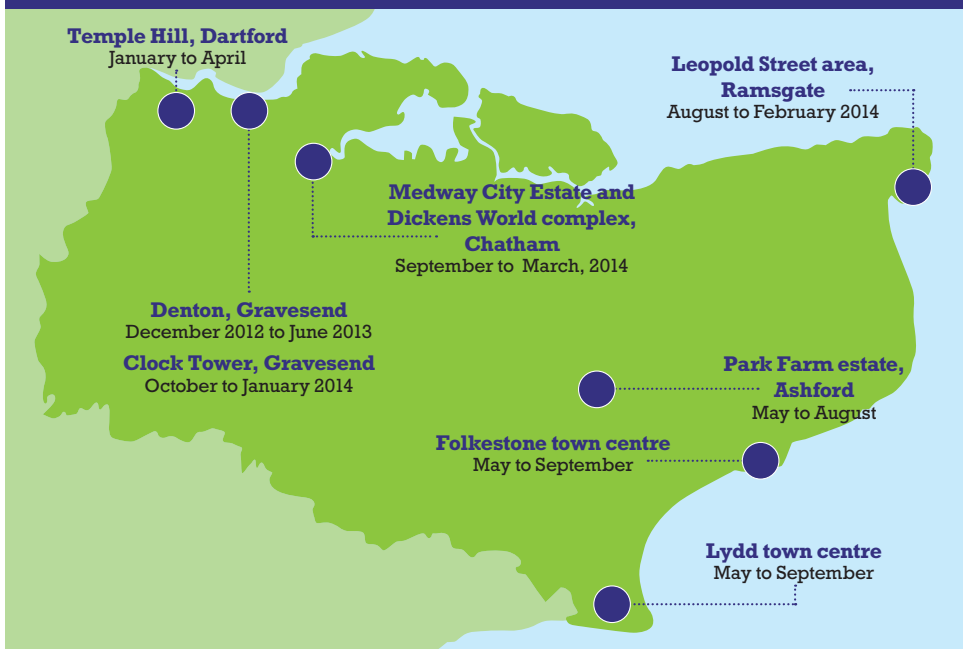 Temple Hill, Dartford
January to April
Leopold Street area,
Ramsgate
August to February 2014
Medway City Estate and
Dickens World complex,
Chatham
September to  March, 2014
Denton, Gravesend
December 2012 to June 2013
Clock Tower, Gravesend
October to January 2014
Park Farm estate,
Ashford
May to August
Folkestone town centre
May to September
Lydd town centre
May to September